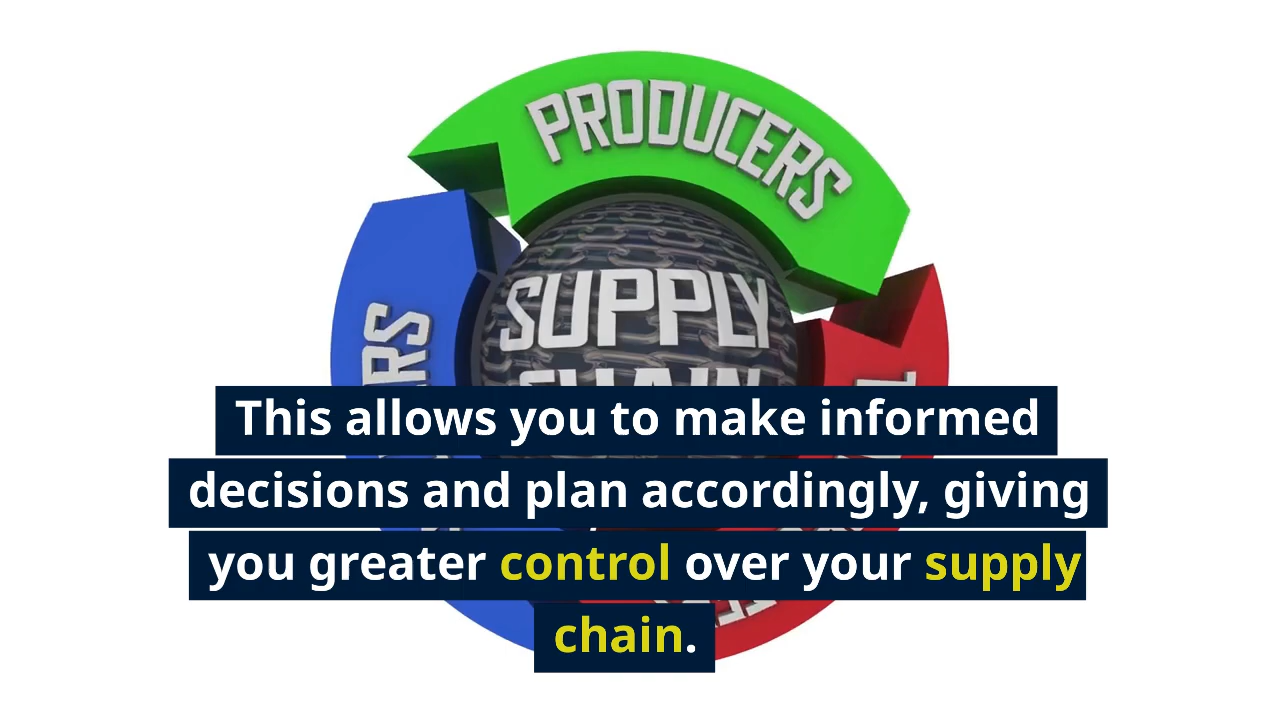 PRODUCERS
SUPPLY
This allows you to make informed
decisions and plan accordingly, giving
you greater control over your supply
chain.